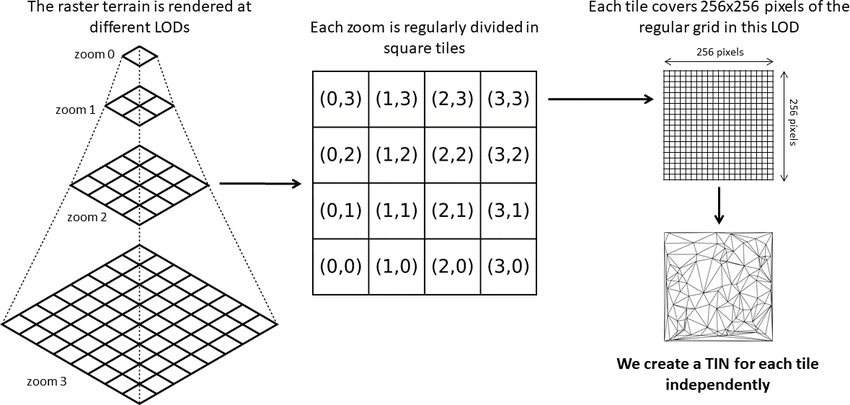 The raster terrain is rendered at
different LODs
zoom 0
zoom 1
zoom 2
zoom 3
Each zoom is regularly divided in
square tiles
(0,3) (1,3) (2,3) (3,3)
(0,2) (1,2) (2,2) (3,2)
(0,1) (1,1) (2,1) (3,1)
(0,0) (1,0) (2,0) (3,0)
Each tile covers 256x256 pixels of the
regular grid in this LOD
256 pixels
256 pixels
We create a TIN for each tile
independently